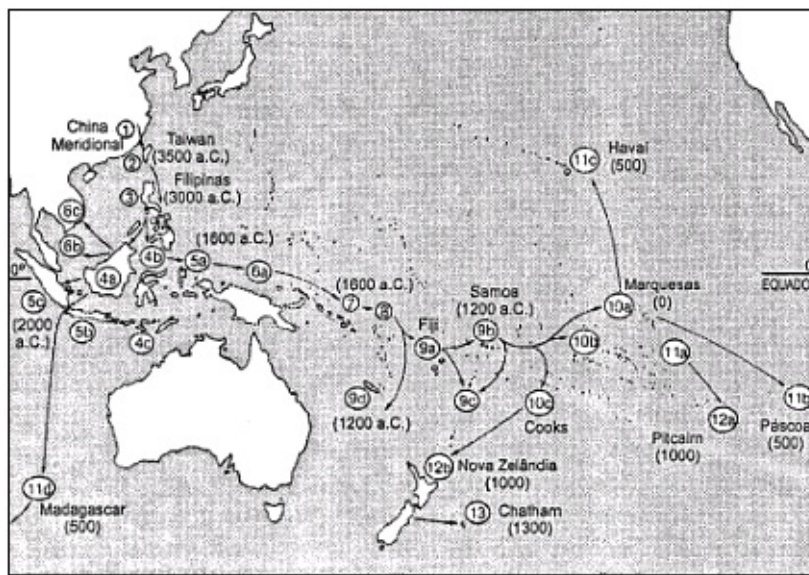 1
China
Meridional
2
Taiwan
(3500 a.C.)
3
Filipinas
(3000 a.C.)
6c
6b
4a
4b
5a
(1600 a.C.)
6a
0°
5c
(2000
a.C.)
5b
4c
7
(1600 a.C.)
8
Fiji
9a
Samoa
(1200 a.C.)
9b
9c
9d
(1200 a.C.)
10c
Cooks
10b
Havaí
(500)
11c
Marquesas
(0)
10a
EQUADO
11a
12a
Pitcairn
(1000)
11b
Páscoa
(500)
11d
Madagascar
(500)
12b
Nova Zelândia
(1000)
13
Chatham
(1300)